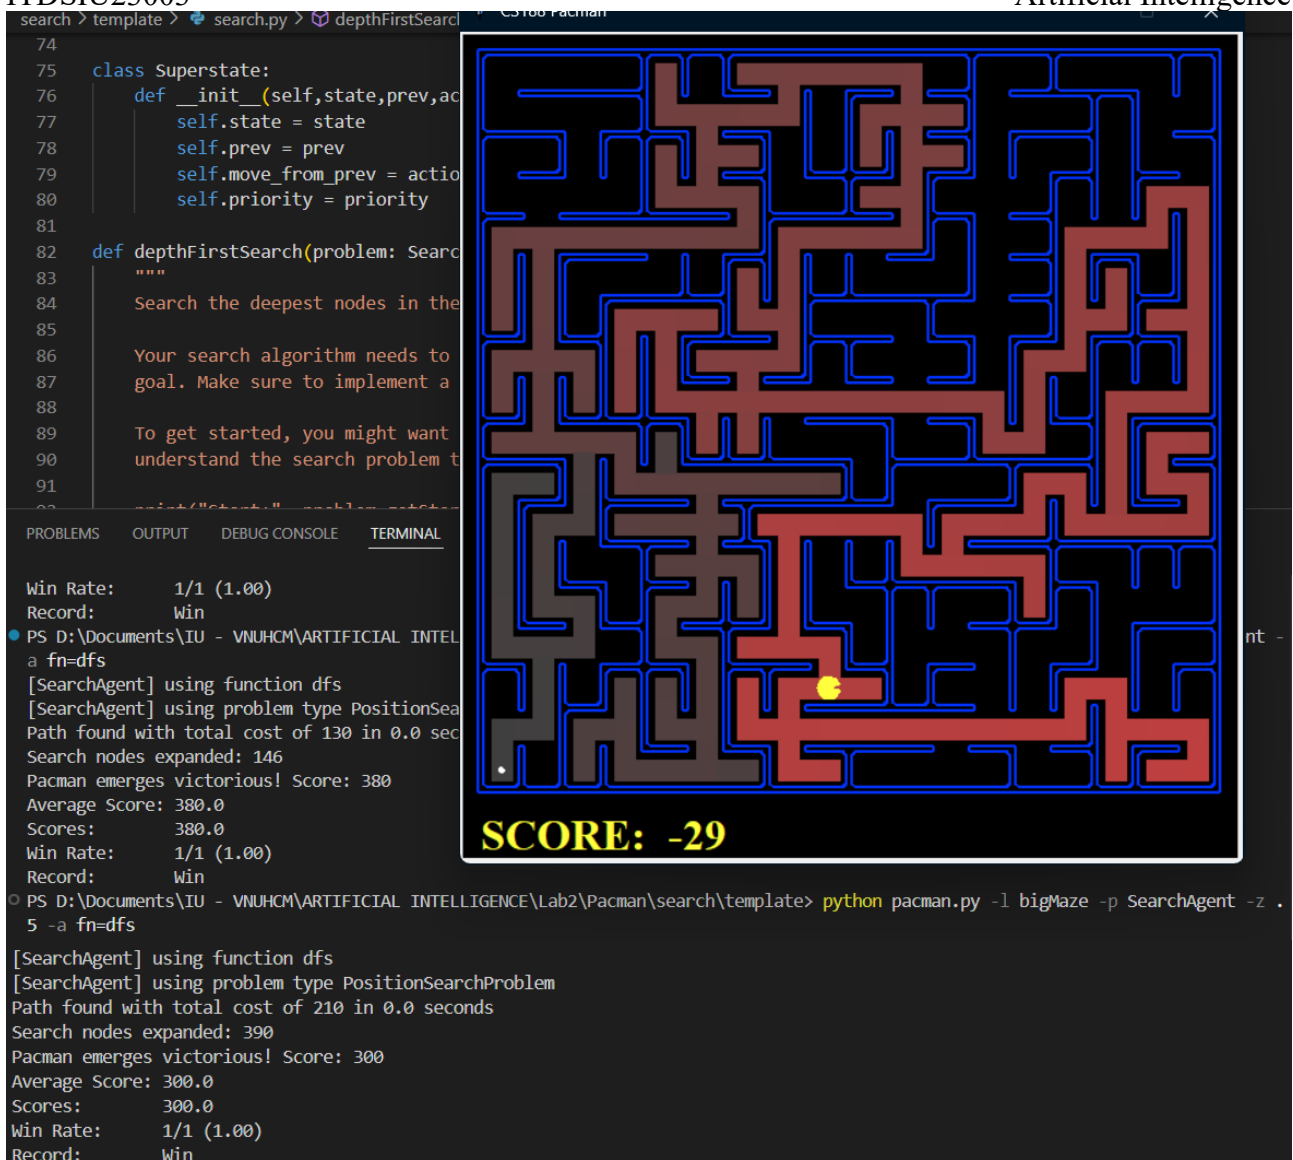 ITDSIU23003
Artificial Intelligence
search > template > search.py > depthFirstSearcl
CS188 Pacman
74
75 class Superstate:
76 def __init__(self,state,prev,ac
77 self.state = state
78 self.prev = prev
79 self.move_from_prev = actio
80 self.priority = priority
81
82 def depthFirstSearch(problem: Searc
83 """
84 Search the deepest nodes in the
85
86 Your search algorithm needs to
87 goal. Make sure to implement a
88
89 To get started, you might want
90 understand the search problem t
91
SCORE: -29
PROBLEMS OUTPUT DEBUG CONSOLE TERMINAL
Win Rate: 1/1 (1.00)
Record: Win
PS D:\Documents\IU - VNUHCM\ARTIFICIAL INTEL nt -
a fn=dfs
[SearchAgent] using function dfs
[SearchAgent] using problem type PositionSea
Path found with total cost of 130 in 0.0 sec
Search nodes expanded: 146
Pacman emerges victorious! Score: 380
Average Score: 380.0
Scores: 380.0
Win Rate: 1/1 (1.00)
Record: Win
PS D:\Documents\IU - VNUHCM\ARTIFICIAL INTELLIGENCE\Lab2\Pacman\search\template> python pacman.py -l bigMaze -p SearchAgent -z .
5 -a fn=dfs
[SearchAgent] using function dfs
[SearchAgent] using problem type PositionSearchProblem
Path found with total cost of 210 in 0.0 seconds
Search nodes expanded: 390
Pacman emerges victorious! Score: 300
Average Score: 300.0
Scores: 300.0
Win Rate: 1/1 (1.00)
Record: Win